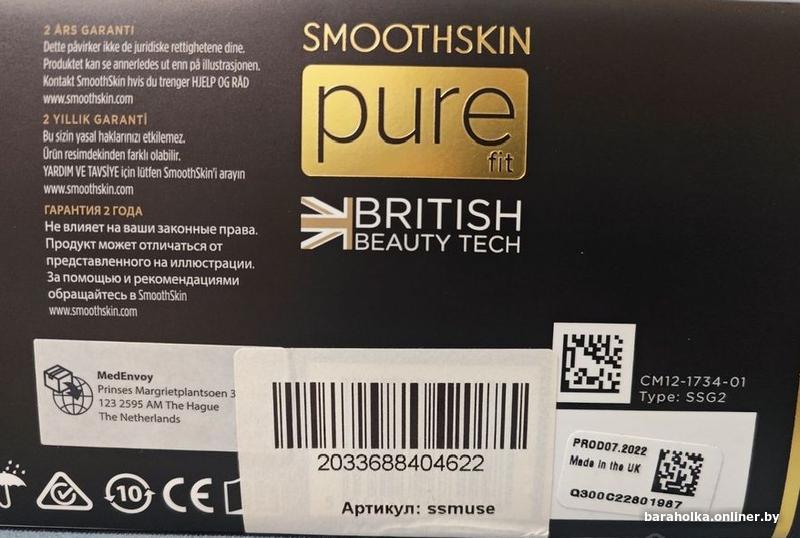 2 ÅRS GARANTI
Dette påvirker ikke de juridiske rettighetene dine.
Produktet kan se annerledes ut enn på illustrasjonen.
Kontakt SmoothSkin hvis du trenger HJELP OG RÅD
www.smoothskin.com
2 YILLIK GARANTİ
Bu sizin yasal haklarınızı etkilemez.
Ürün resimdekinden farklı olabilir.
YARDIM VE TAVSİYE için lütfen SmoothSkin'i arayın
www.smoothskin.com
ГАРАНТИЯ 2 ГОДА
Не влияет на ваши законные права.
Продукт может отличаться от
представленного на иллюстрации.
За помощью и рекомендациями
обращайтесь в SmoothSkin
www.smoothskin.com
SMOOTHSKIN
pure
fit
BRITISH
BEAUTY TECH
MedEnvoy
Prinses Margrietplantsoen 3
123 2595 AM The Hague
The Netherlands
10
CE
2033688404622
Артикул: ssmuse
CM12-1734-01
Type: SSG2
PROD07.2022
Made in the UK
Q300C22801987
baraholka.onliner.by